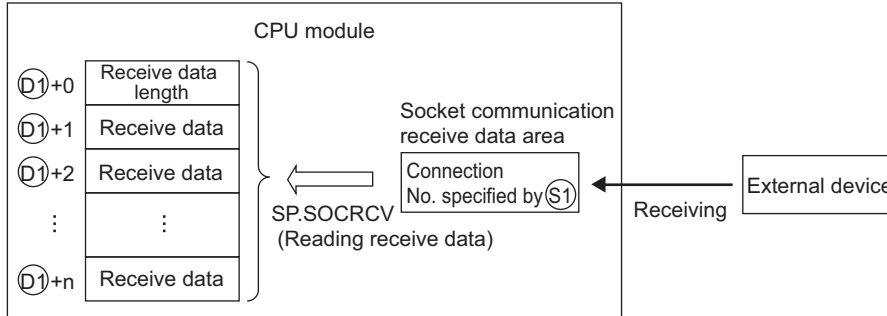 CPU module
D1+0
Receive data
length
D1+1
Receive data
D1+2
Receive data
⋮
⋮
D1+n
Receive data
SP.SOCRCV
(Reading receive data)
Socket communication
receive data area
Connection
No. specified by S1
Receiving
External device